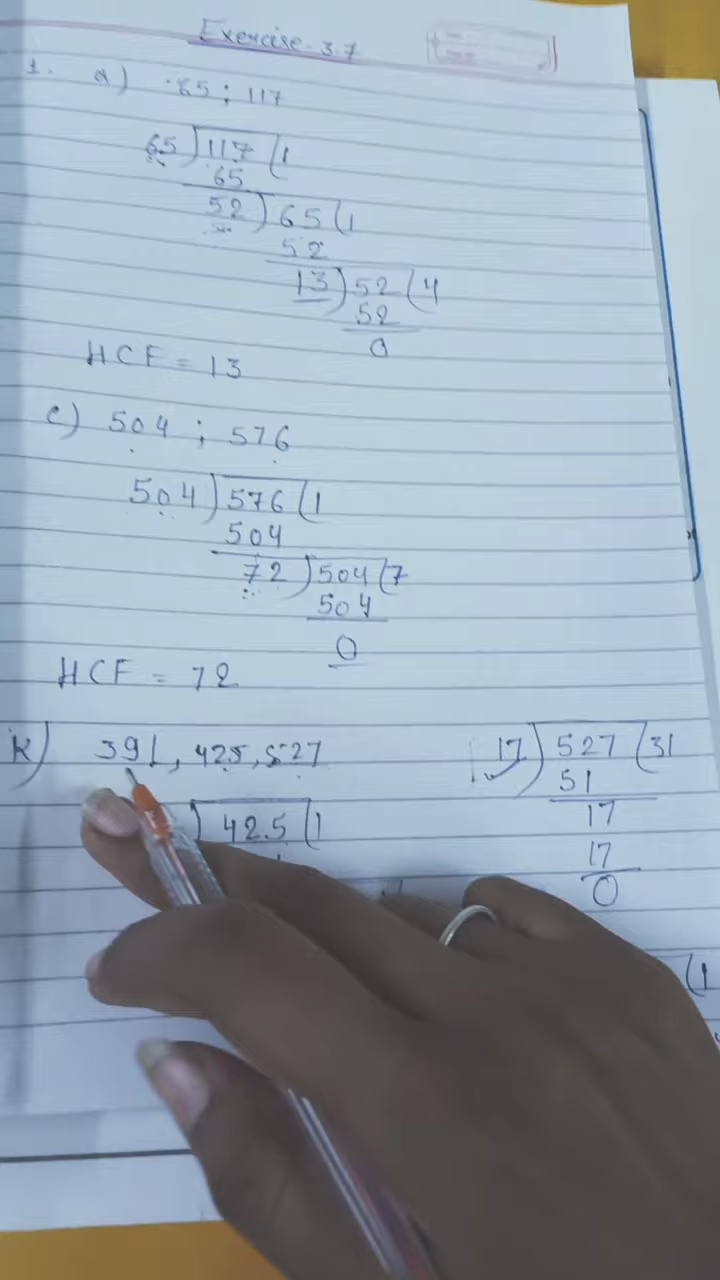 Exercise-3.7
1. a) 65 ; 117
65 ) 117 ( 1
65
52 ) 65 ( 1
52
13 ) 52 ( 4
52
0
HCF = 13
e) 504 ; 576
504 ) 576 ( 1
504
72 ) 504 ( 7
504
0
HCF = 72
k) 391, 425, 527
) 425 ( 1
17 ) 527 ( 31
51
17
17
0
( 1